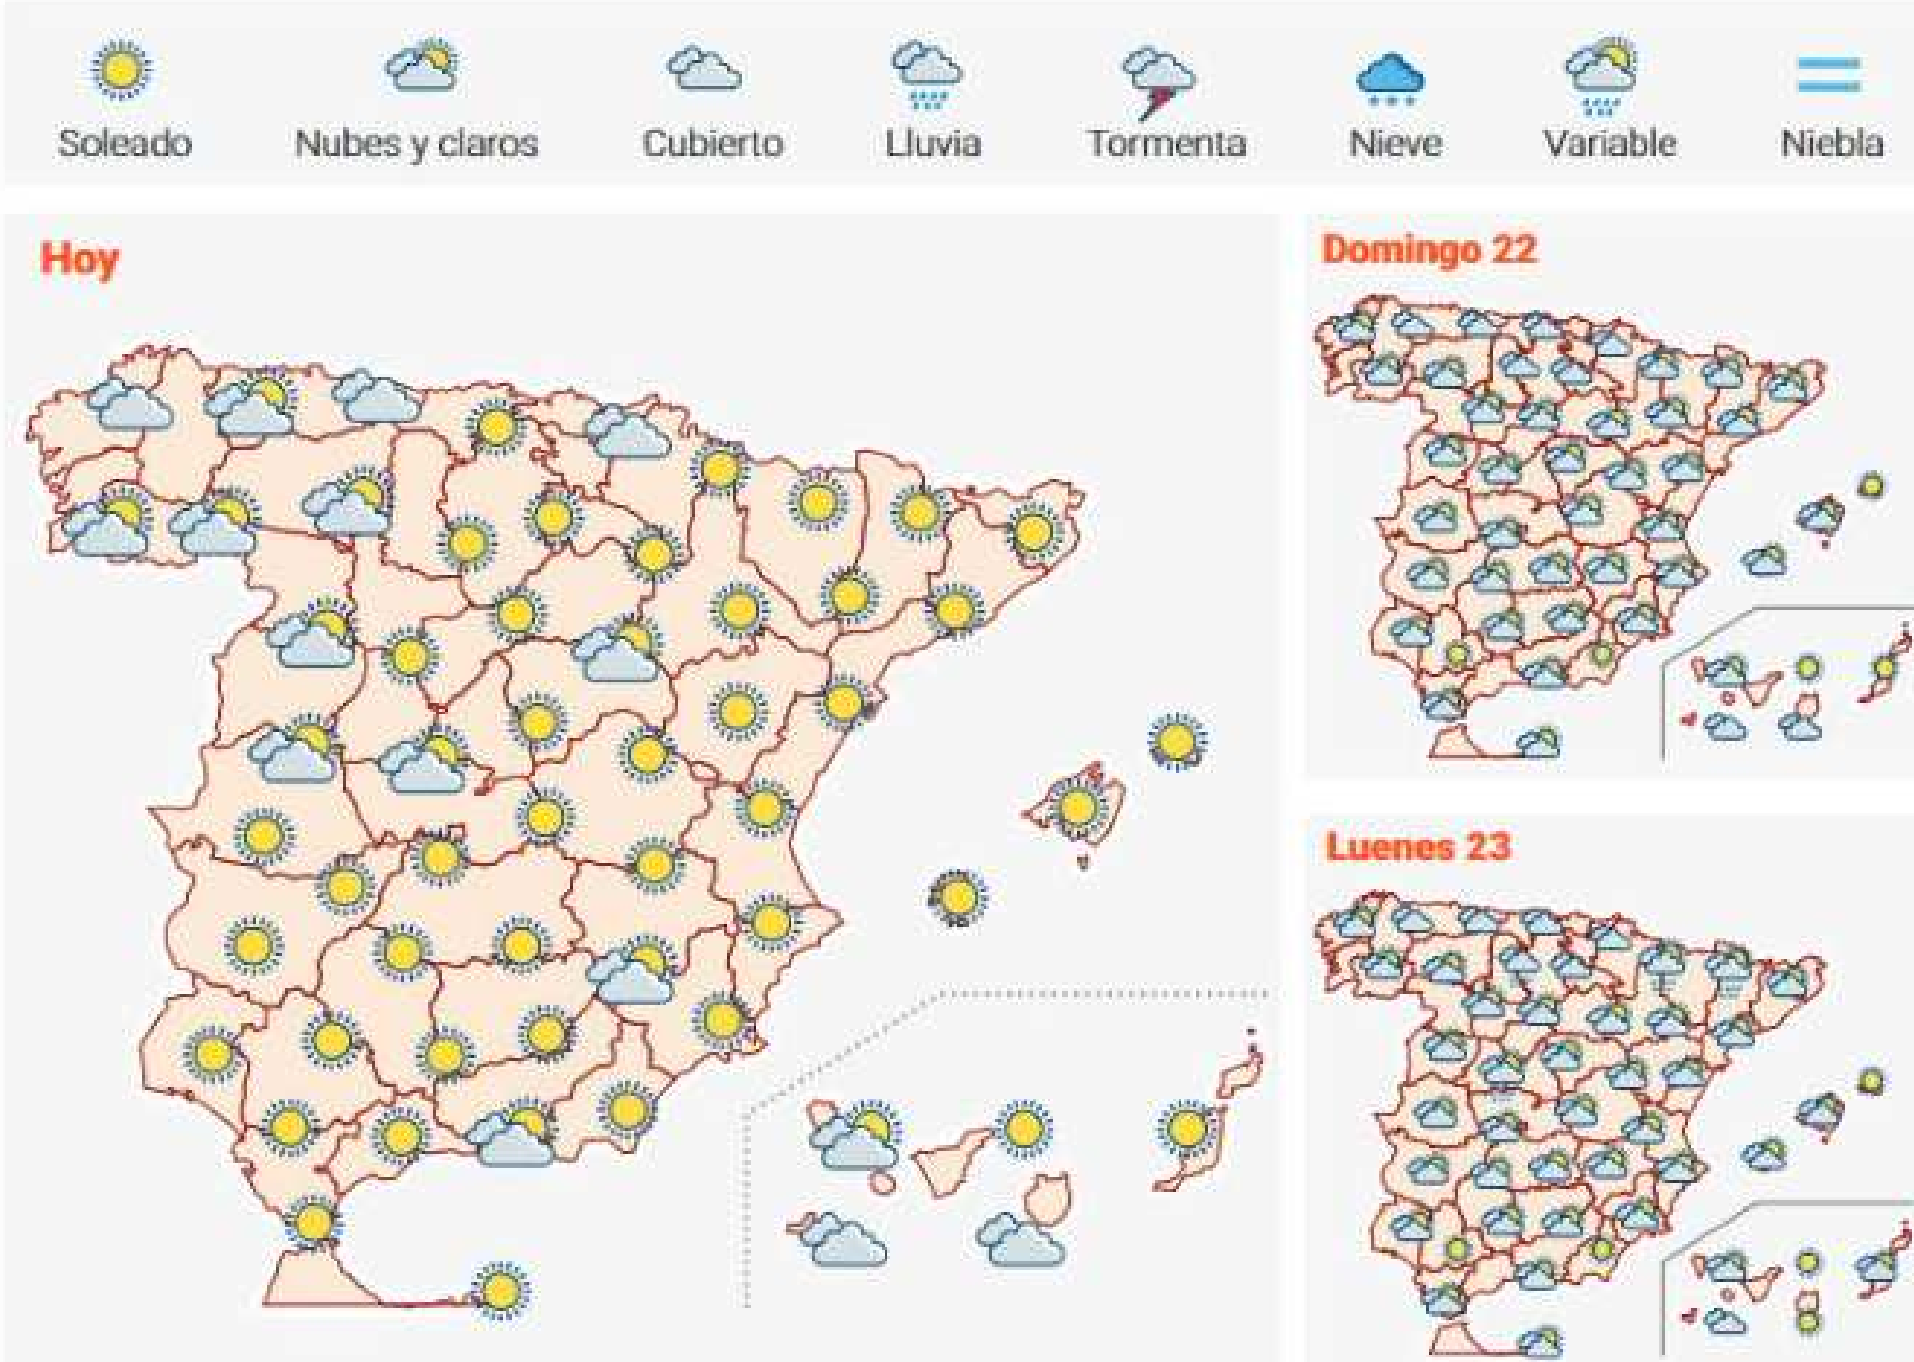 Soleado Nubes y claros Cubierto Lluvia Tormenta Nieve Variable Niebla
Hoy
Domingo 22
Luenes 23